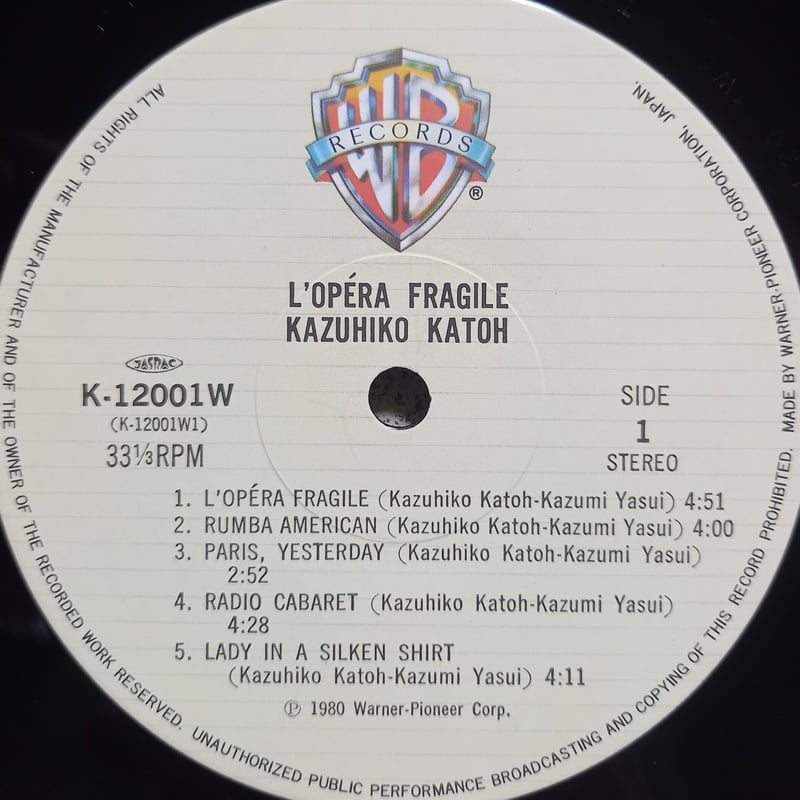 WB
RECORDS
®
L'OPÉRA FRAGILE
KAZUHIKO KATOH
JASRAC
K-12001W
(K-12001W1)
33⅓RPM
SIDE
1
STEREO
1. L'OPÉRA FRAGILE (Kazuhiko Katoh-Kazumi Yasui) 4:51
2. RUMBA AMERICAN (Kazuhiko Katoh-Kazumi Yasui) 4:00
3. PARIS, YESTERDAY (Kazuhiko Katoh-Kazumi Yasui)
2:52
4. RADIO CABARET (Kazuhiko Katoh-Kazumi Yasui)
4:28
5. LADY IN A SILKEN SHIRT
(Kazuhiko Katoh-Kazumi Yasui) 4:11
Ⓟ 1980 Warner-Pioneer Corp.
ALL RIGHTS OF THE MANUFACTURER AND OF THE OWNER OF THE RECORDED WORK RESERVED. UNAUTHORIZED PUBLIC PERFORMANCE BROADCASTING AND COPYING OF THIS RECORD PROHIBITED. MADE BY WARNER-PIONEER CORPORATION, JAPAN.